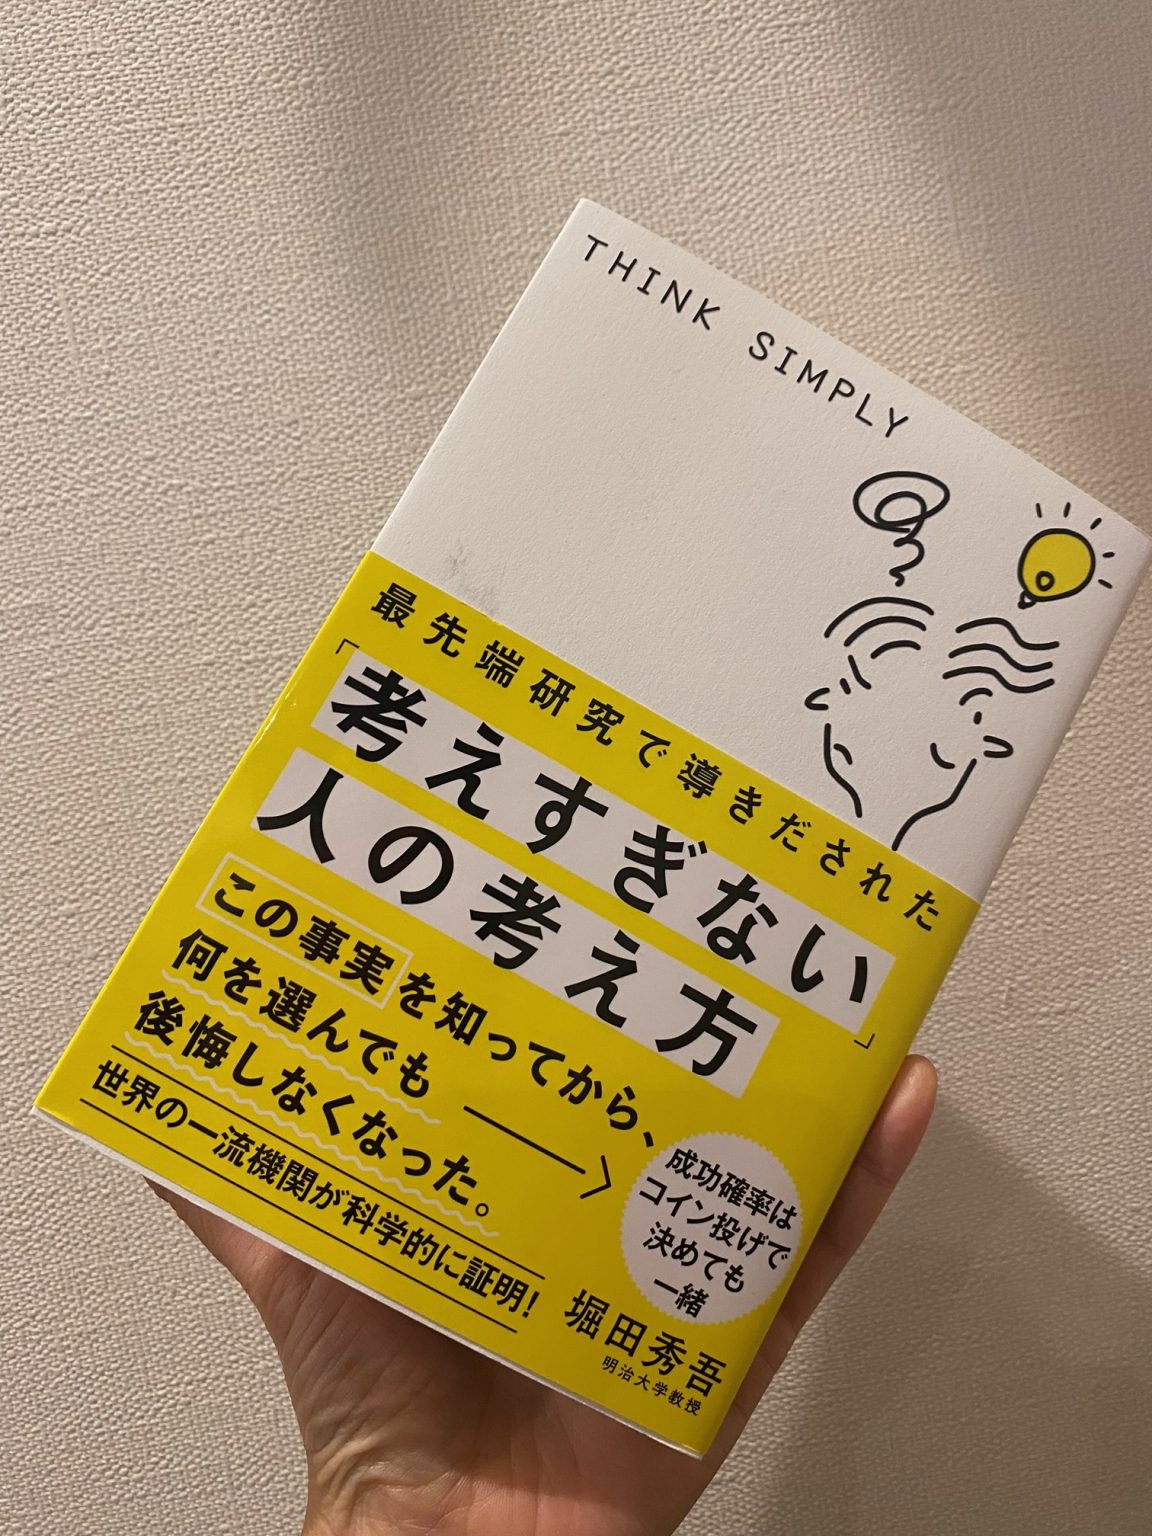 THINK SIMPLY
最先端研究で導きだされた
「考えすぎない
人の考え方」
この事実を知ってから、
何を選んでも
後悔しなくなった。
世界の一流機関が科学的に証明!
成功確率は
コイン投げで
決めても
一緒
堀田秀吾
明治大学教授